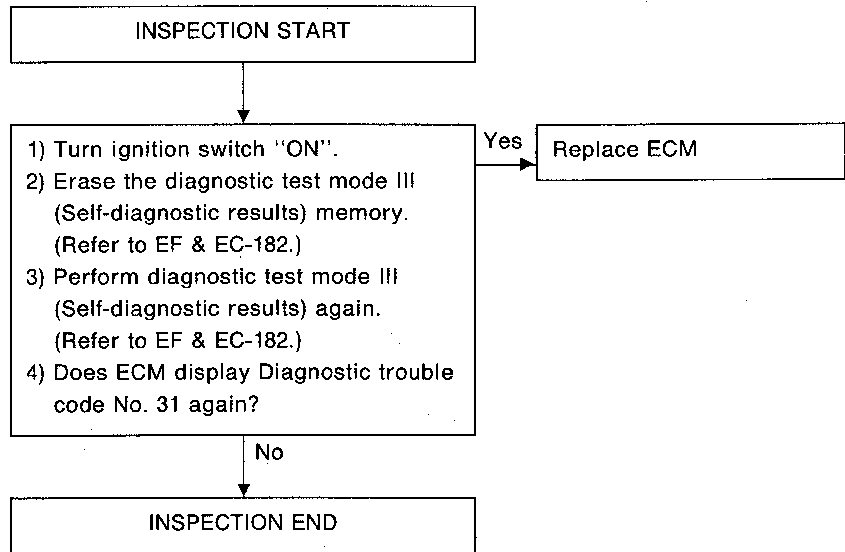 INSPECTION START
1) Turn ignition switch "ON".
2) Erase the diagnostic test mode III
(Self-diagnostic results) memory.
(Refer to EF & EC-182.)
3) Perform diagnostic test mode III
(Self-diagnostic results) again.
(Refer to EF & EC-182.)
4) Does ECM display Diagnostic trouble
code No. 31 again?
Yes
Replace ECM
No
INSPECTION END